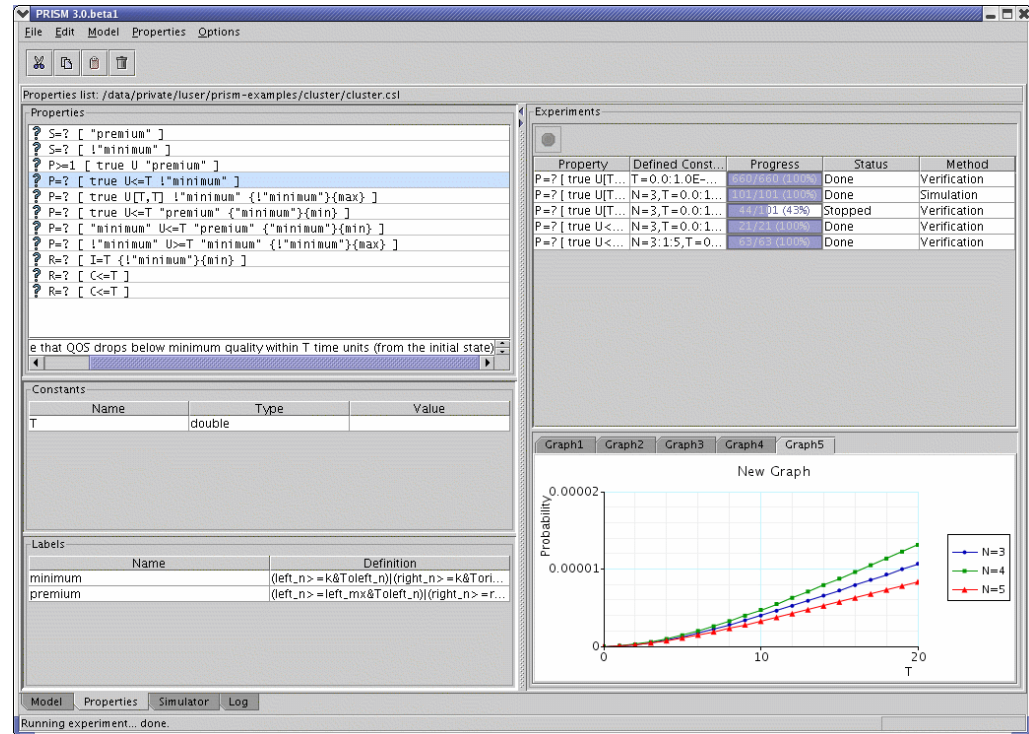 PRISM 3.0.beta1
File Edit Model Properties Options
Properties list: /data/private/luser/prism-examples/cluster/cluster.csl
Properties
? S=? [ "premium" ]
? S=? [ !"minimum" ]
? P>=1 [ true U "premium" ]
? P=? [ true U<=T !"minimum" ]
? P=? [ true U[T,T] !"minimum" {!"minimum"}{max} ]
? P=? [ true U<=T "premium" {"minimum"}{min} ]
? P=? [ "minimum" U<=T "premium" {"minimum"}{min} ]
? P=? [ !"minimum" U>=T "minimum" {!"minimum"}{max} ]
? R=? [ I=T {!"minimum"}{min} ]
? R=? [ C<=T ]
? R=? [ C<=T ]
e that QOS drops below minimum quality within T time units (from the initial state)
Constants
Name Type Value
T double
Labels
Name Definition
minimum (left_n>=k&Toleft_n)|(right_n>=k&Tori...
premium (left_n>=left_mx&Toleft_n)|(right_n>=r...
Experiments
Property Defined Const... Progress Status Method
P=? [ true U[T... T=0.0:1.0E-... 660/660 (100%) Done Verification
P=? [ true U[T... N=3,T=0.0:1... 101/101 (100%) Done Simulation
P=? [ true U[T... N=3,T=0.0:1... 44/101 (43%) Stopped Verification
P=? [ true U<... N=3,T=0.0:1... 21/21 (100%) Done Verification
P=? [ true U<... N=3:1:5,T=0... 63/63 (100%) Done Verification
Graph1 Graph2 Graph3 Graph4 Graph5
New Graph
Probability
0.00002
0.00001
0
0 10 20
T
N=3
N=4
N=5
Model Properties Simulator Log
Running experiment... done.